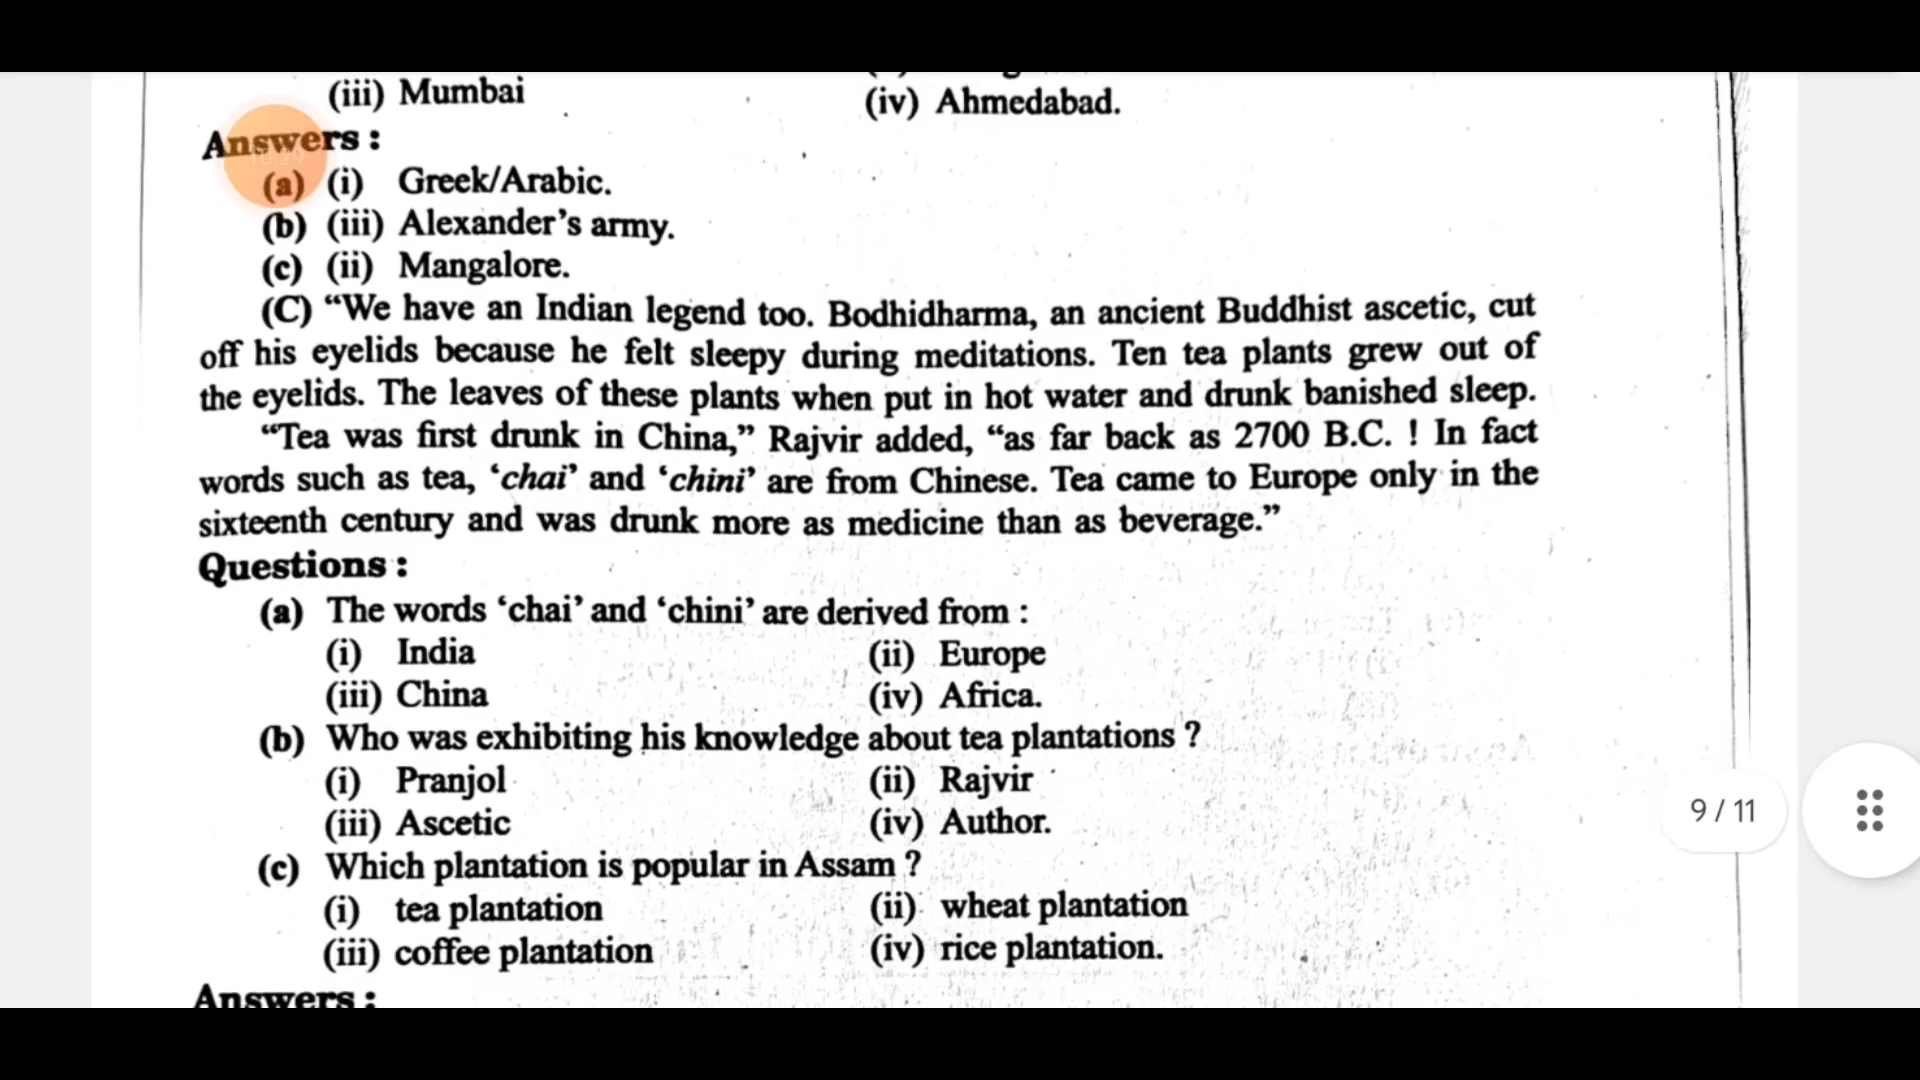 (iii) Mumbai (iv) Ahmedabad.
Answers :
(a) (i) Greek/Arabic.
(b) (iii) Alexander's army.
(c) (ii) Mangalore.
(C) “We have an Indian legend too. Bodhidharma, an ancient Buddhist ascetic, cut
off his eyelids because he felt sleepy during meditations. Ten tea plants grew out of
the eyelids. The leaves of these plants when put in hot water and drunk banished sleep.
“Tea was first drunk in China,” Rajvir added, “as far back as 2700 B.C. ! In fact
words such as tea, ‘chai’ and ‘chini’ are from Chinese. Tea came to Europe only in the
sixteenth century and was drunk more as medicine than as beverage.”
Questions :
(a) The words ‘chai’ and ‘chini’ are derived from :
(i) India (ii) Europe
(iii) China (iv) Africa.
(b) Who was exhibiting his knowledge about tea plantations ?
(i) Pranjol (ii) Rajvir
(iii) Ascetic (iv) Author.
9 / 11
(c) Which plantation is popular in Assam ?
(i) tea plantation (ii) wheat plantation
(iii) coffee plantation (iv) rice plantation.
Answers :